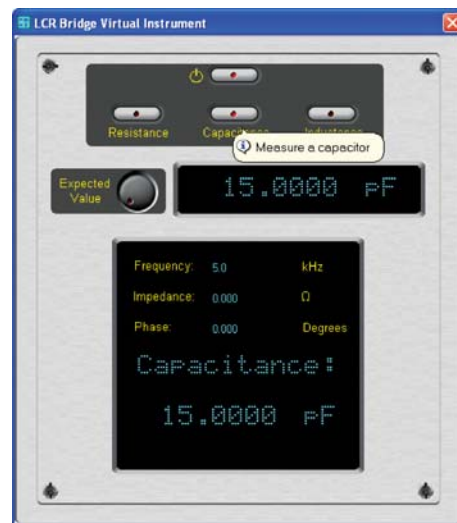 LCR Bridge Virtual Instrument
Resistance
Measure a capacitor
Expected
Value
15.0000 pF
Frequency: 5.0 kHz
Impedance: 0.000 Ω
Phase: 0.000 Degrees
Capacitance:
15.0000 pF